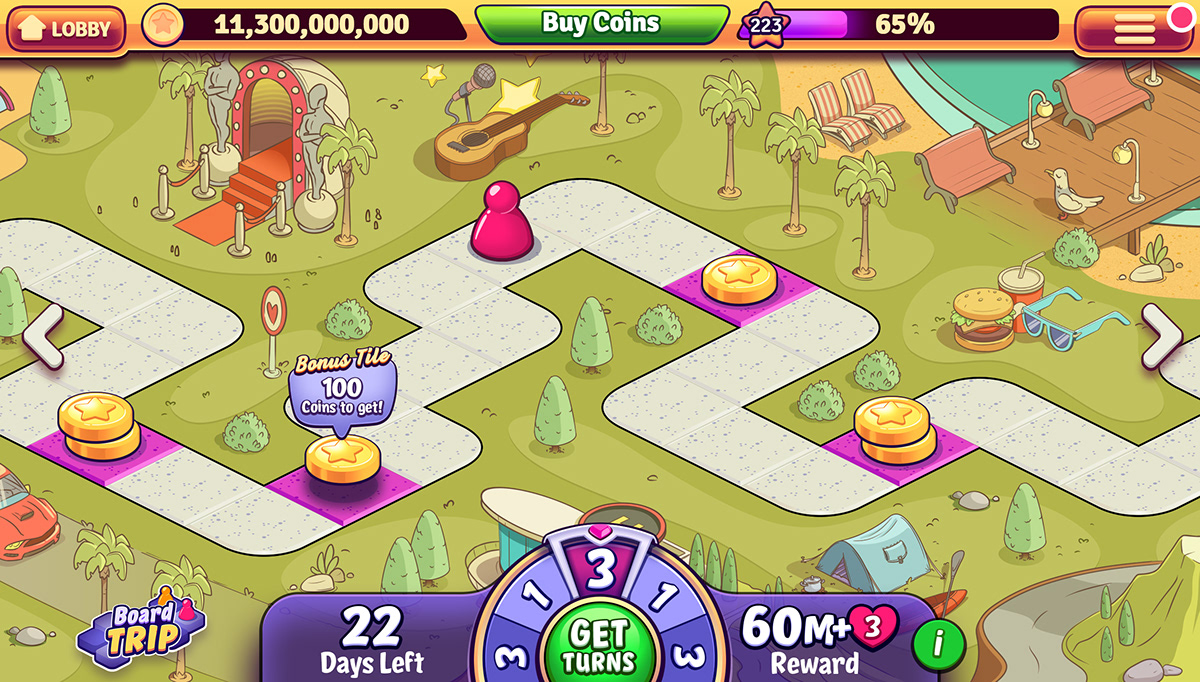 LOBBY
11,300,000,000
Buy Coins
223
65%
Bonus Tile
100
Coins to get!
Board
TRIP
22
Days Left
3
1
1
3
3
GET
TURNS
60M+ 3
Reward
i